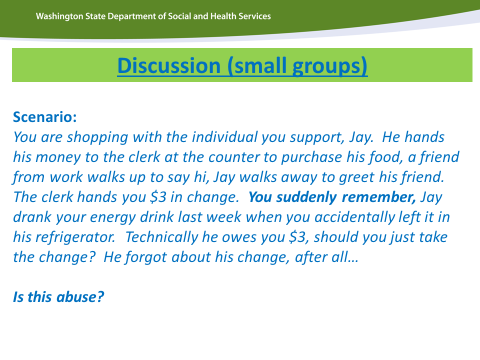 Washington State Department of Social and Health Services
Discussion (small groups)
Scenario:
You are shopping with the individual you support, Jay.  He hands
his money to the clerk at the counter to purchase his food, a friend
from work walks up to say hi, Jay walks away to greet his friend.
The clerk hands you $3 in change.  You suddenly remember, Jay
drank your energy drink last week when you accidentally left it in
his refrigerator.  Technically he owes you $3, should you just take
the change?  He forgot about his change, after all…
Is this abuse?